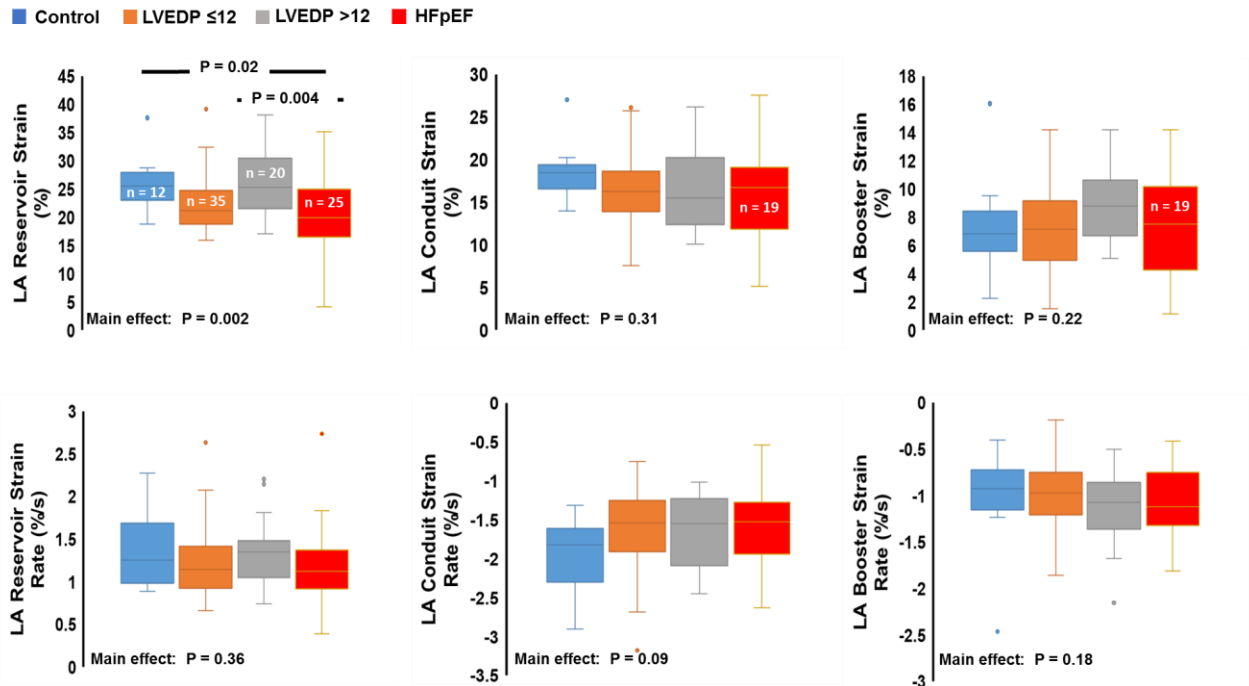 Control LVEDP ≤12 LVEDP >12 HFpEF
LA Reservoir Strain
(%)
45
40
35
30
25
20
15
10
5
0
P = 0.02
P = 0.004
n = 12
n = 35
n = 20
n = 25
Main effect: P = 0.002
LA Conduit Strain
(%)
30
25
20
15
10
5
0
n = 19
Main effect: P = 0.31
LA Booster Strain
(%)
18
16
14
12
10
8
6
4
2
0
n = 19
Main effect: P = 0.22
LA Reservoir Strain
Rate (%/s)
3
2.5
2
1.5
1
0.5
0
Main effect: P = 0.36
LA Conduit Strain
Rate (%/s)
0
-0.5
-1
-1.5
-2
-2.5
-3
-3.5
Main effect: P = 0.09
LA Booster Strain
Rate (%/s)
0
-0.5
-1
-1.5
-2
-2.5
-3
Main effect: P = 0.18